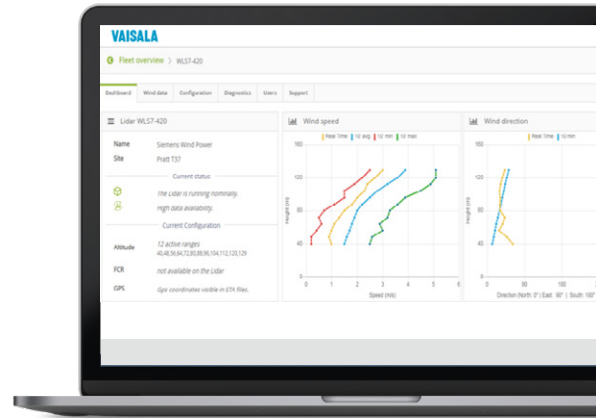 VAISALA
Fleet overview > WLS7-420
Dashboard Wind data Configuration Diagnostics Users Support
Lidar WLS7-420
Name Siemens Wind Power
Site Pratt T37
Current status
The Lidar is running nominally.
High data availability.
Current Configuration
Altitude 12 active ranges
40,48,56,64,72,80,88,96,104,112,120,129
FCR not available on the Lidar
GPS Gps coordinates visible in STA files.
Wind speed
Real Time 10' avg 10' min 10' max
160
120
80
40
0
Height (m)
0 1 2 3 4 5 6
Speed (m/s)
Wind direction
Real Time 10'min
160
120
80
40
0
Height (m)
0 90 180
Direction (North: 0° | East: 90° | South: 180°